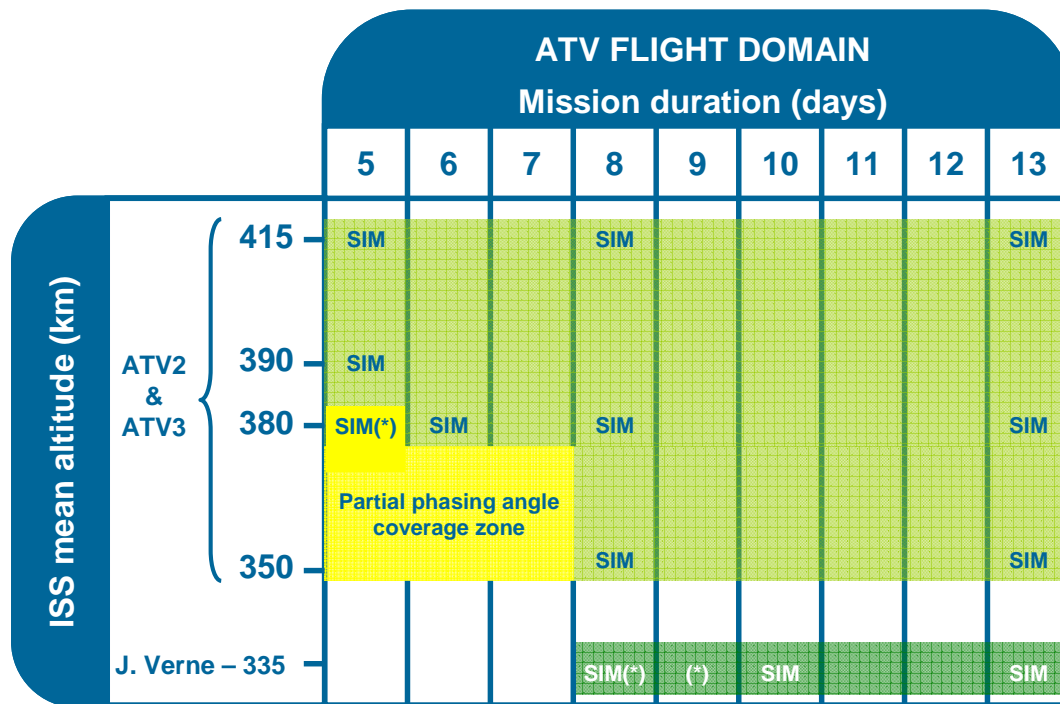 ATV FLIGHT DOMAIN
Mission duration (days)
5 6 7 8 9 10 11 12 13
ISS mean altitude (km)
ATV2
&
ATV3
415 SIM SIM SIM
390 SIM
380 SIM(*) SIM SIM SIM
Partial phasing angle
coverage zone
350 SIM SIM
J. Verne – 335 SIM(*) (*) SIM SIM